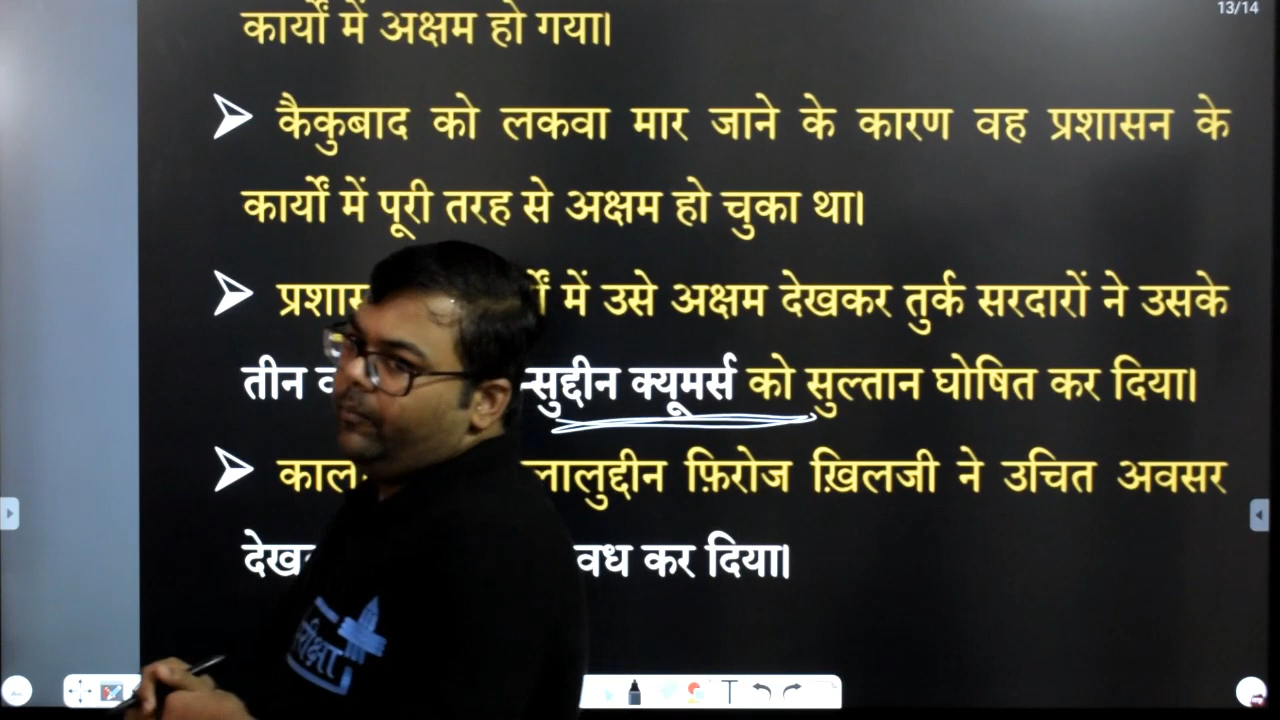 13/14
कार्यों में अक्षम हो गया।
कैकुबाद को लकवा मार जाने के कारण वह प्रशासन के
कार्यों में पूरी तरह से अक्षम हो चुका था।
में उसे अक्षम देखकर तुर्क सरदारों ने उसके
तीन क्यूमर्स को सुल्तान घोषित कर दिया।
फ़िरोज ख़िलजी ने उचित अवसर
वध कर दिया।